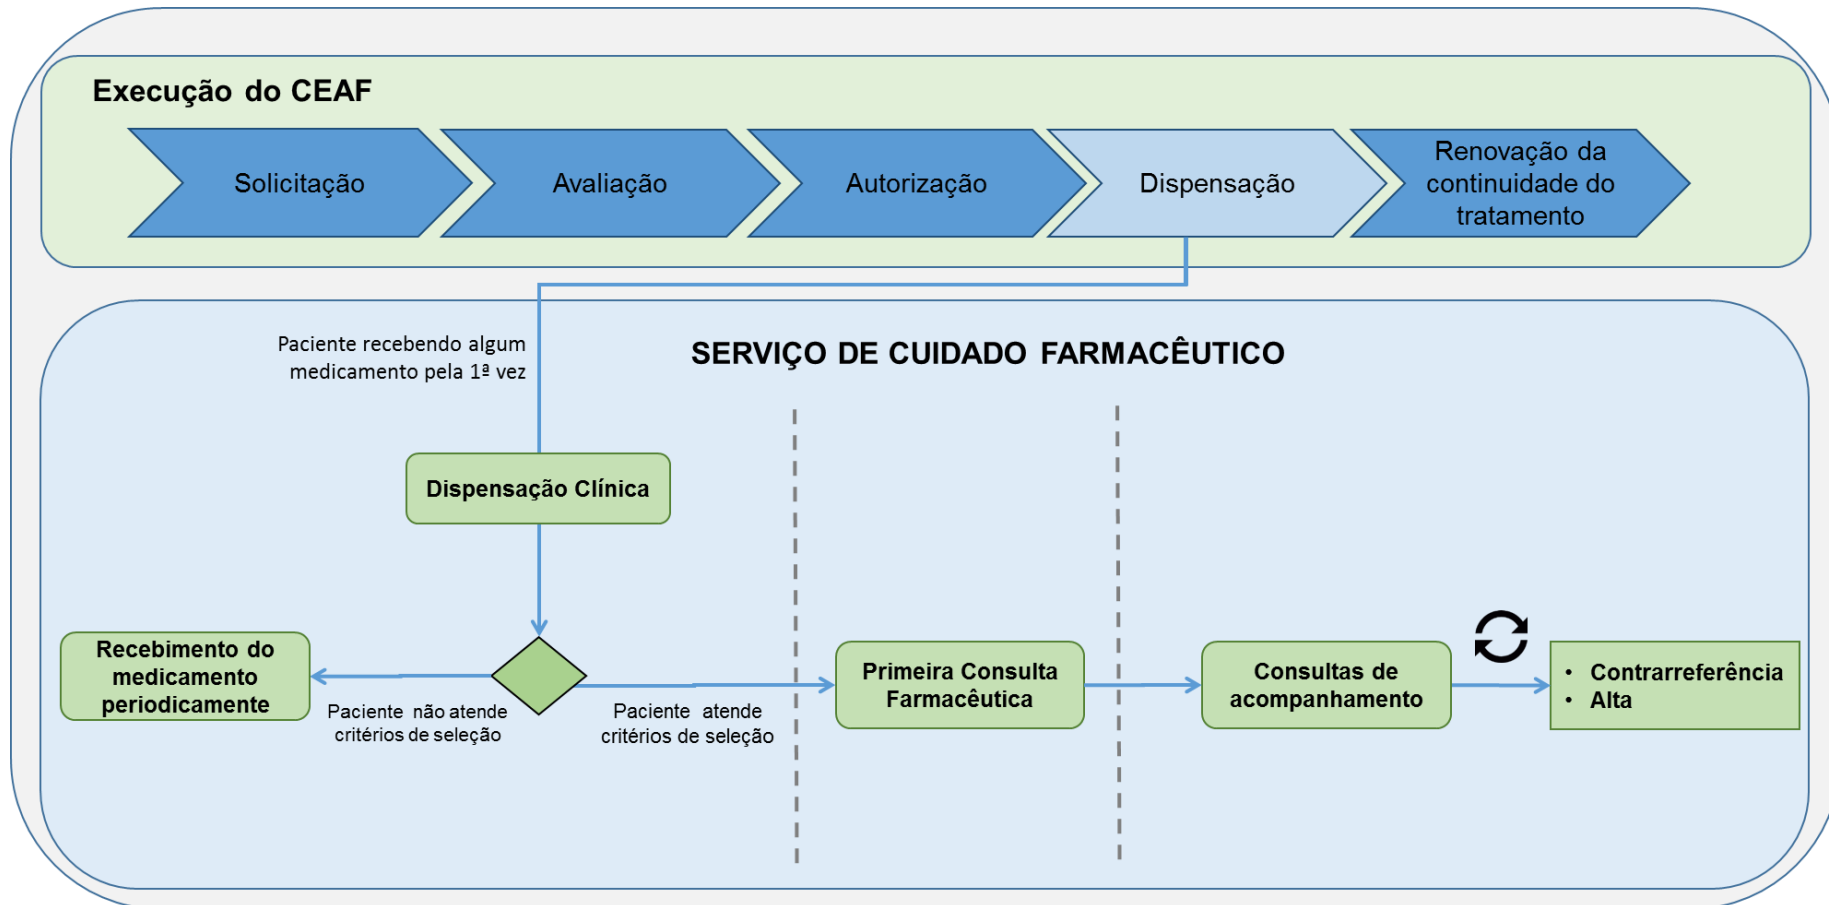 Execução do CEAF
Solicitação
Avaliação
Autorização
Dispensação
Renovação da
continuidade do
tratamento
Paciente recebendo algum
medicamento pela 1ª vez
SERVIÇO DE CUIDADO FARMACÊUTICO
Dispensação Clínica
Recebimento do
medicamento
periodicamente
Paciente não atende
critérios de seleção
Paciente atende
critérios de seleção
Primeira Consulta
Farmacêutica
Consultas de
acompanhamento
• Contrarreferência
• Alta